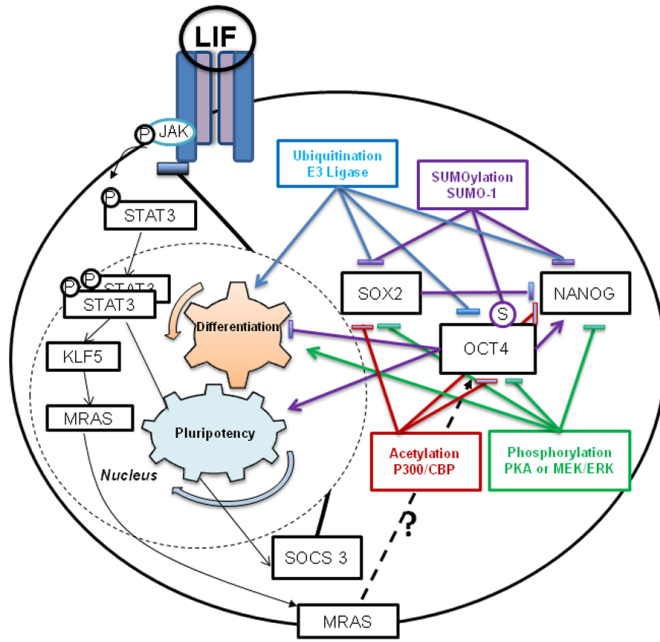 LIF
P
JAK
Ubiquitination
E3 Ligase
SUMOylation
SUMO-1
P
STAT3
P
P
STAT3
STAT3
SOX2
NANOG
S
Differentiation
OCT4
KLF5
MRAS
Pluripotency
Acetylation
P300/CBP
Phosphorylation
PKA or MEK/ERK
Nucleus
?
SOCS 3
MRAS